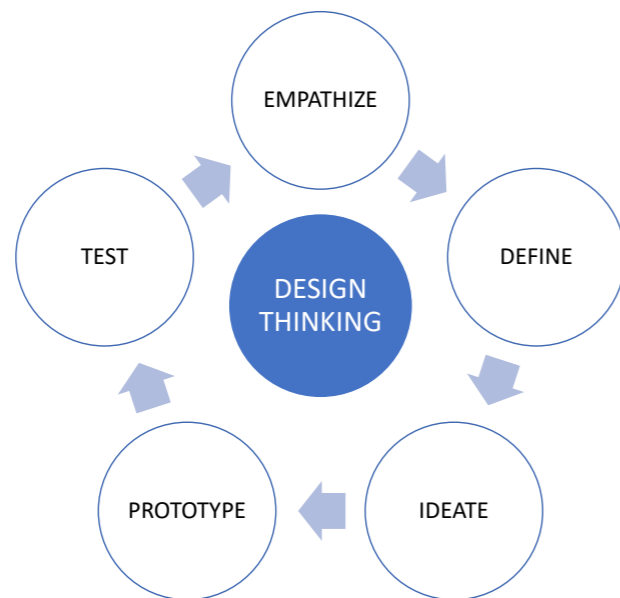 EMPATHIZE
DEFINE
IDEATE
PROTOTYPE
TEST
DESIGN
THINKING